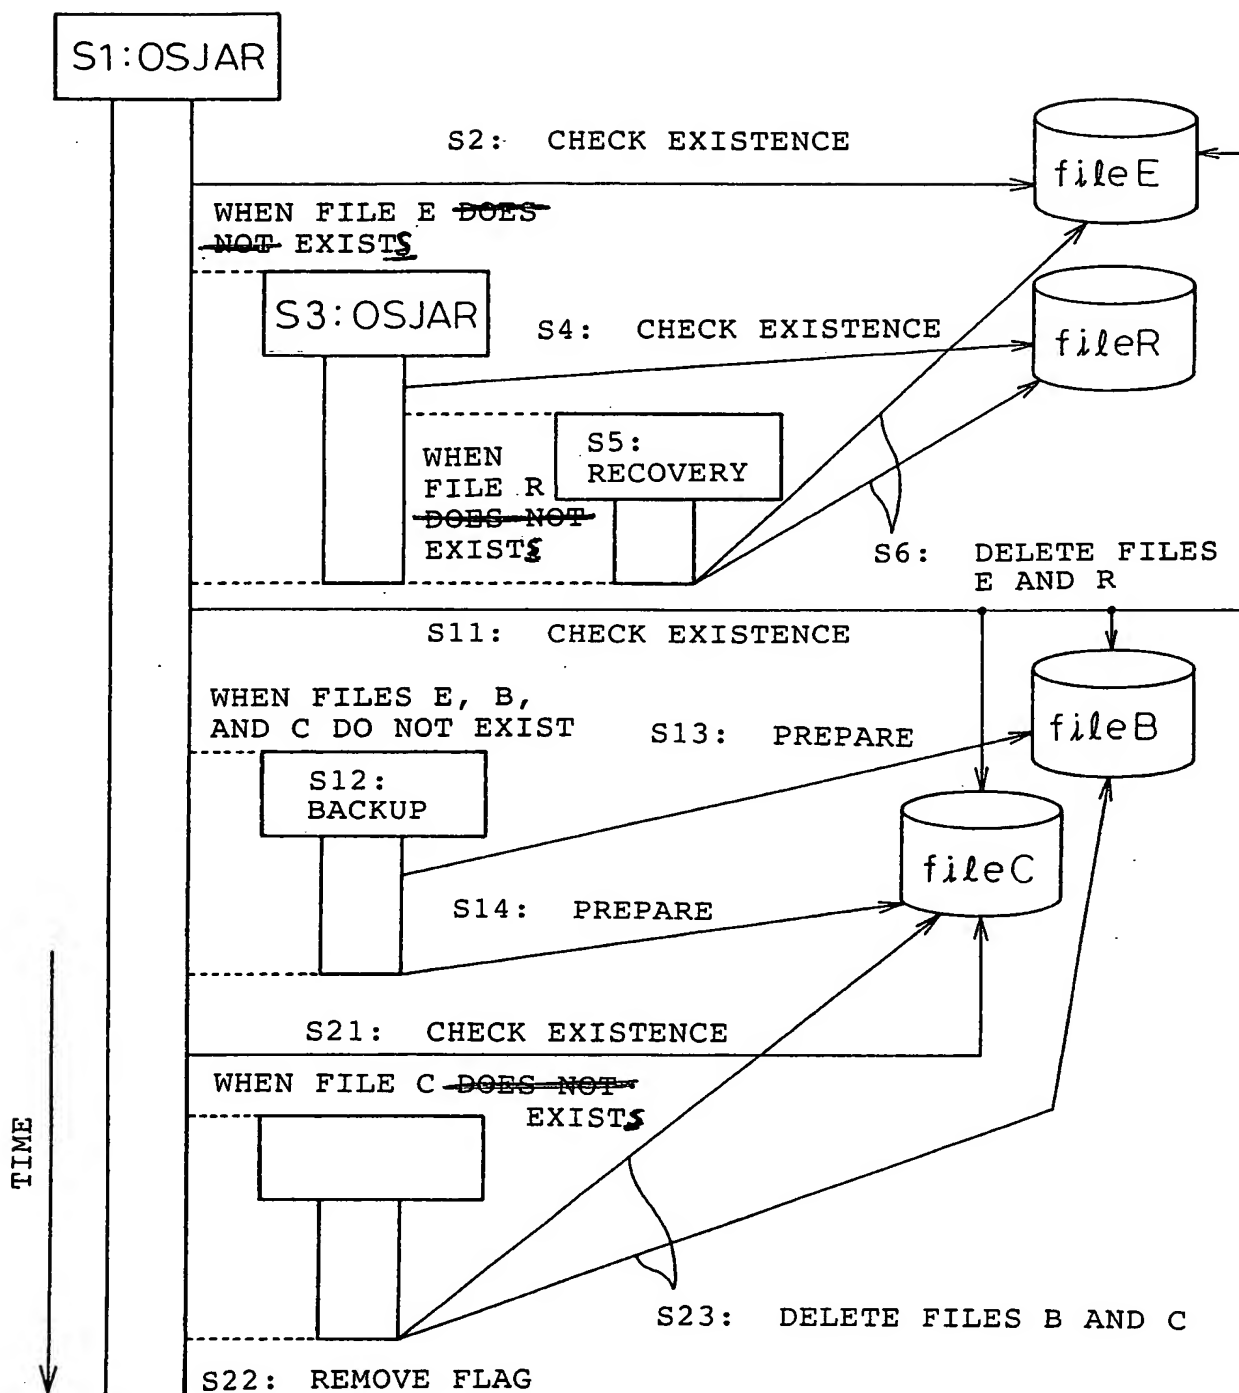 S1:OSJAR
S2: CHECK EXISTENCE
fileE
WHEN FILE E DOES
NOT EXISTS
S3:OSJAR
S4: CHECK EXISTENCE
fileR
WHEN
FILE R
DOES NOT
EXISTS
S5:
RECOVERY
S6: DELETE FILES
E AND R
S11: CHECK EXISTENCE
WHEN FILES E, B,
AND C DO NOT EXIST
S13: PREPARE
fileB
S12:
BACKUP
fileC
S14: PREPARE
S21: CHECK EXISTENCE
WHEN FILE C DOES NOT
EXISTS
TIME
S23: DELETE FILES B AND C
S22: REMOVE FLAG